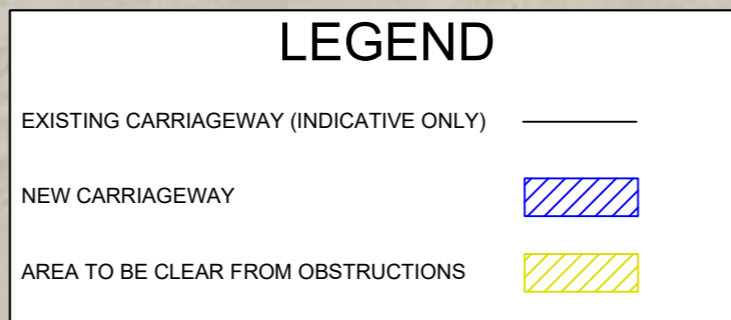 LEGEND
EXISTING CARRIAGEWAY (INDICATIVE ONLY)
NEW CARRIAGEWAY
AREA TO BE CLEAR FROM OBSTRUCTIONS